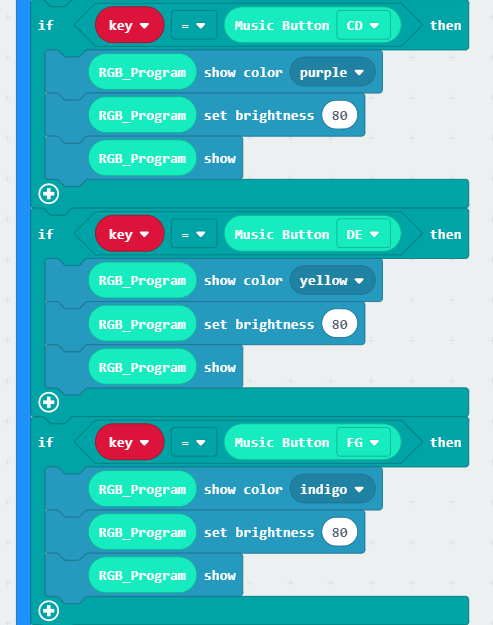 if key = Music Button CD then
RGB_Program show color purple
RGB_Program set brightness 80
RGB_Program show
if key = Music Button DE then
RGB_Program show color yellow
RGB_Program set brightness 80
RGB_Program show
if key = Music Button FG then
RGB_Program show color indigo
RGB_Program set brightness 80
RGB_Program show